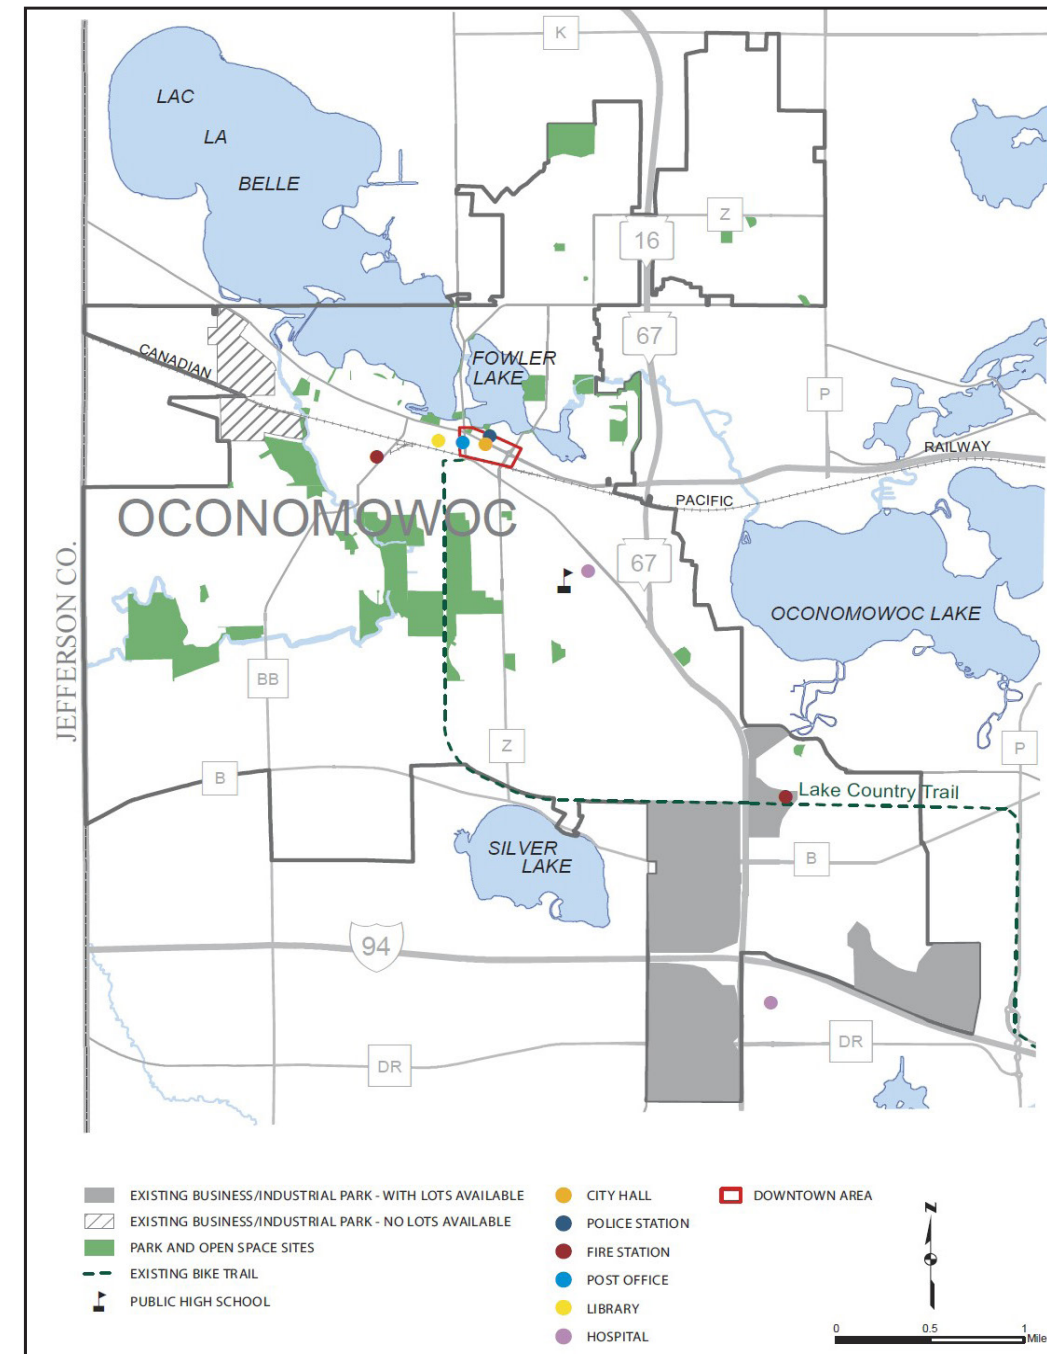 K
LAC
LA
BELLE
Z
16
67
CANADIAN
FOWLER
LAKE
P
RAILWAY
PACIFIC
OCONOMOWOC
67
OCONOMOWOC LAKE
JEFFERSON CO.
BB
Z
P
B
Lake Country Trail
SILVER
LAKE
B
94
DR
DR
EXISTING BUSINESS/INDUSTRIAL PARK - WITH LOTS AVAILABLE
EXISTING BUSINESS/INDUSTRIAL PARK - NO LOTS AVAILABLE
PARK AND OPEN SPACE SITES
EXISTING BIKE TRAIL
PUBLIC HIGH SCHOOL
CITY HALL
POLICE STATION
FIRE STATION
POST OFFICE
LIBRARY
HOSPITAL
DOWNTOWN AREA
N
0 0.5 1
Mile